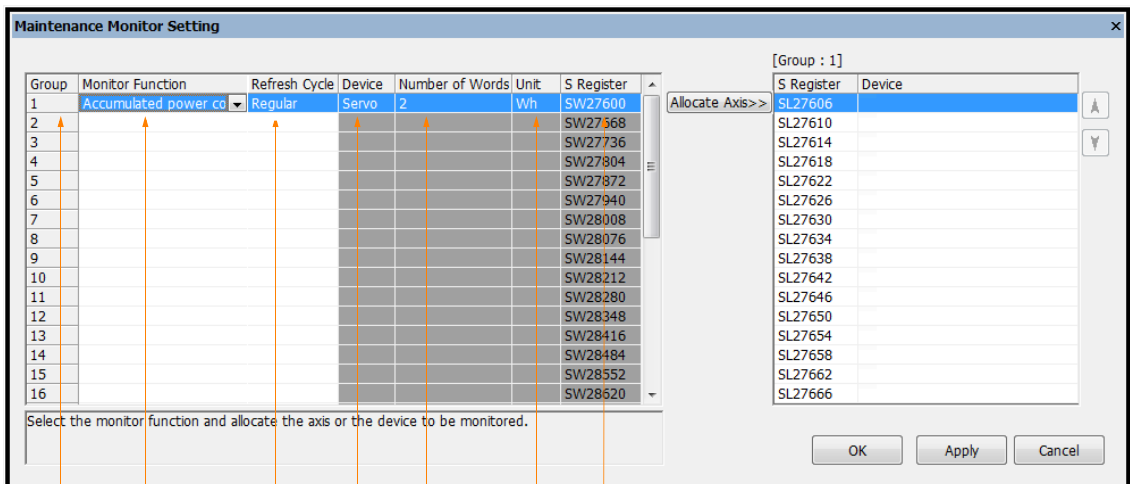 Maintenance Monitor Setting ×
[Group : 1]
Group Monitor Function Refresh Cycle Device Number of Words Unit S Register
1 Accumulated power co Regular Servo 2 Wh SW27600
2 SW27668
3 SW27736
4 SW27804
5 SW27872
6 SW27940
7 SW28008
8 SW28076
9 SW28144
10 SW28212
11 SW28280
12 SW28348
13 SW28416
14 SW28484
15 SW28552
16 SW28620
Allocate Axis>>
S Register Device
SL27606
SL27610
SL27614
SL27618
SL27622
SL27626
SL27630
SL27634
SL27638
SL27642
SL27646
SL27650
SL27654
SL27658
SL27662
SL27666
Select the monitor function and allocate the axis or the device to be monitored.
OK Apply Cancel